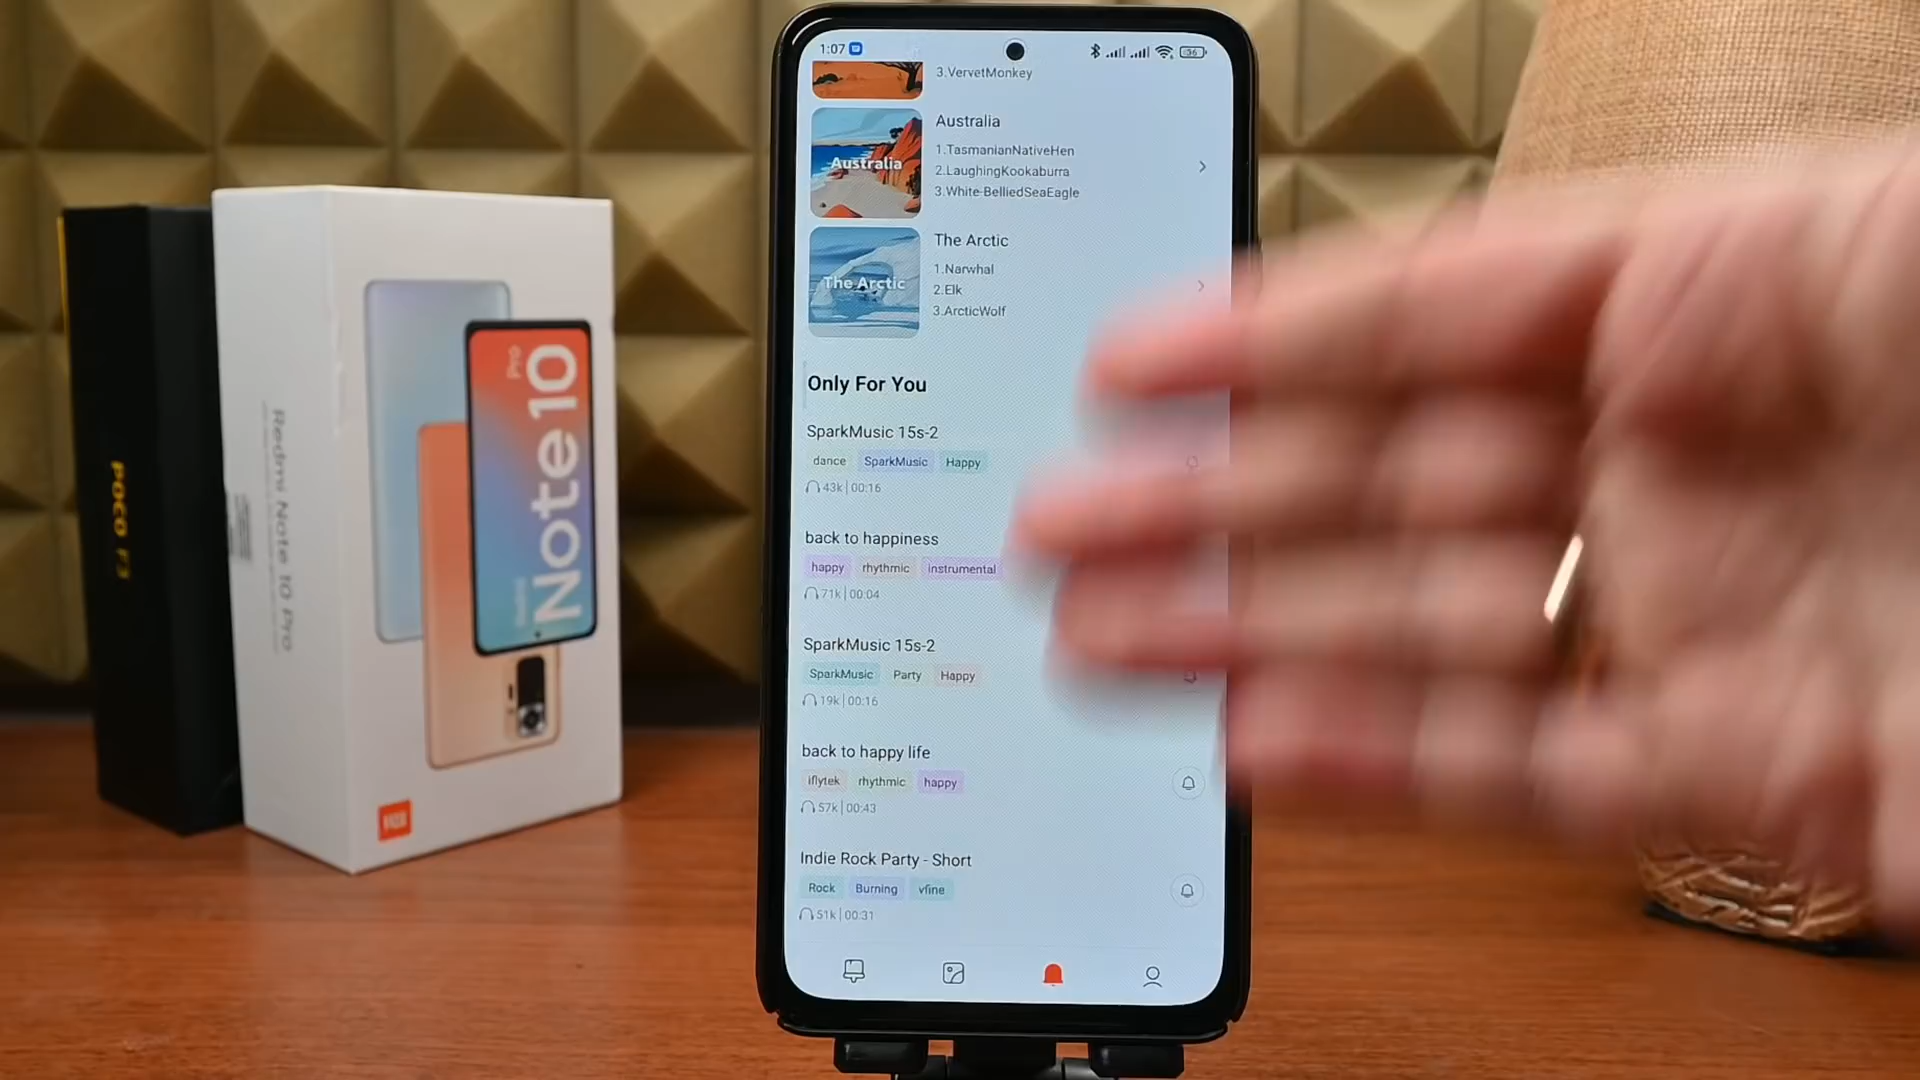 1:07
36
3.VervetMonkey
Australia
Australia
1.TasmanianNativeHen
2.LaughingKookaburra
3.White-BelliedSeaEagle
The Arctic
The Arctic
1.Narwhal
2.Elk
3.ArcticWolf
Only For You
SparkMusic 15s-2
dance SparkMusic Happy
43k | 00:16
back to happiness
happy rhythmic instrumental
71k | 00:04
SparkMusic 15s-2
SparkMusic Party Happy
19k | 00:16
back to happy life
iflytek rhythmic happy
57k | 00:43
Indie Rock Party - Short
Rock Burning vfine
51k | 00:31
POCO F3
Redmi Note 10 Pro
Note 10
Pro